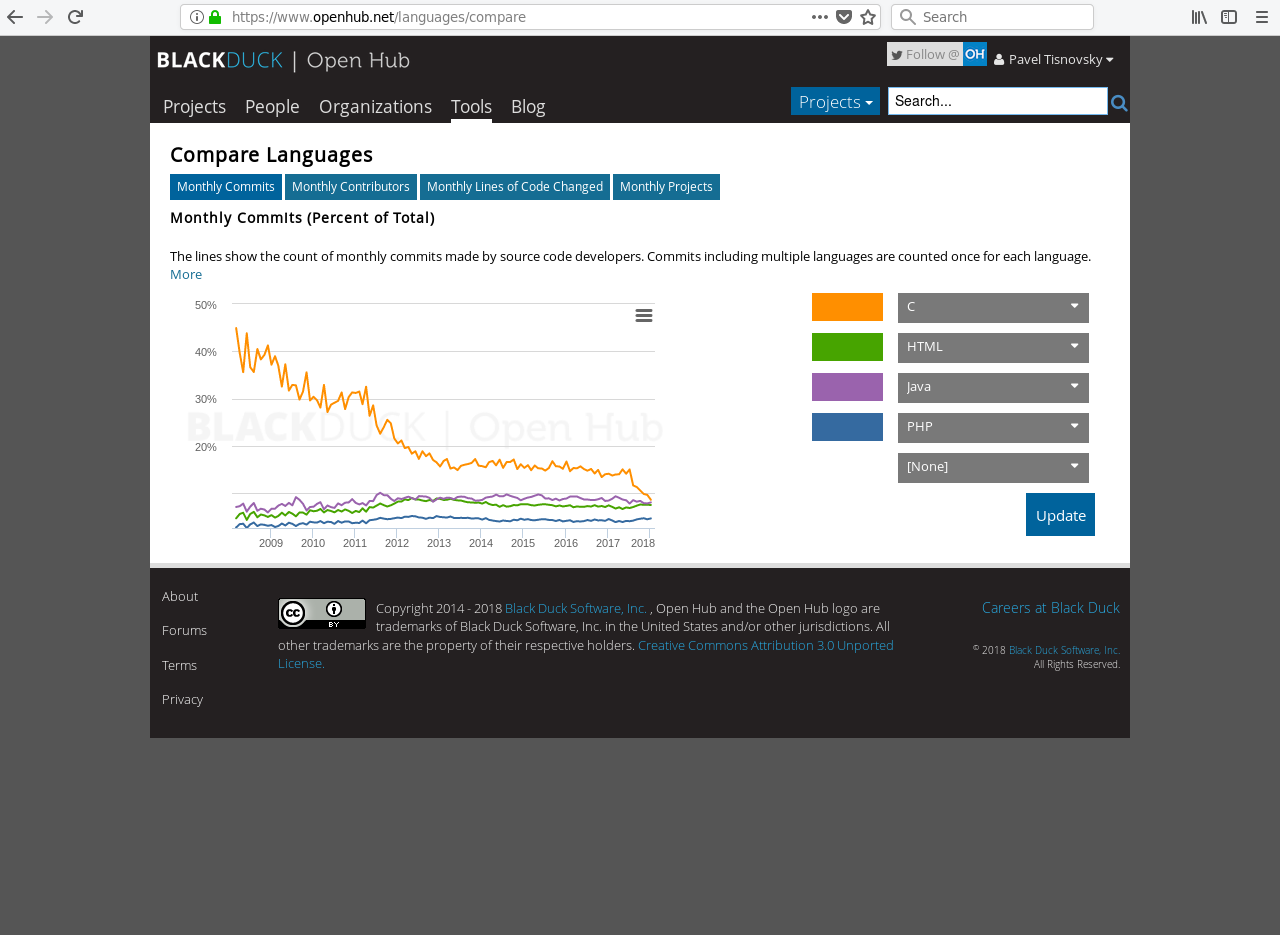 https://www.openhub.net/languages/compare
Search
BLACKDUCK | Open Hub
Follow @ OH
Pavel Tisnovsky
Projects People Organizations Tools Blog
Projects
Search...
Compare Languages
Monthly Commits Monthly Contributors Monthly Lines of Code Changed Monthly Projects
Monthly CommIts (Percent of Total)
The lines show the count of monthly commits made by source code developers. Commits including multiple languages are counted once for each language.
More
50%
40%
30%
20%
BLACKDUCK | Open Hub
2009 2010 2011 2012 2013 2014 2015 2016 2017 2018
C
HTML
Java
PHP
[None]
Update
About
Forums
Terms
Privacy
CC BY
Copyright 2014 - 2018 Black Duck Software, Inc. , Open Hub and the Open Hub logo are
trademarks of Black Duck Software, Inc. in the United States and/or other jurisdictions. All
other trademarks are the property of their respective holders. Creative Commons Attribution 3.0 Unported
License.
Careers at Black Duck
© 2018 Black Duck Software, Inc.
All Rights Reserved.